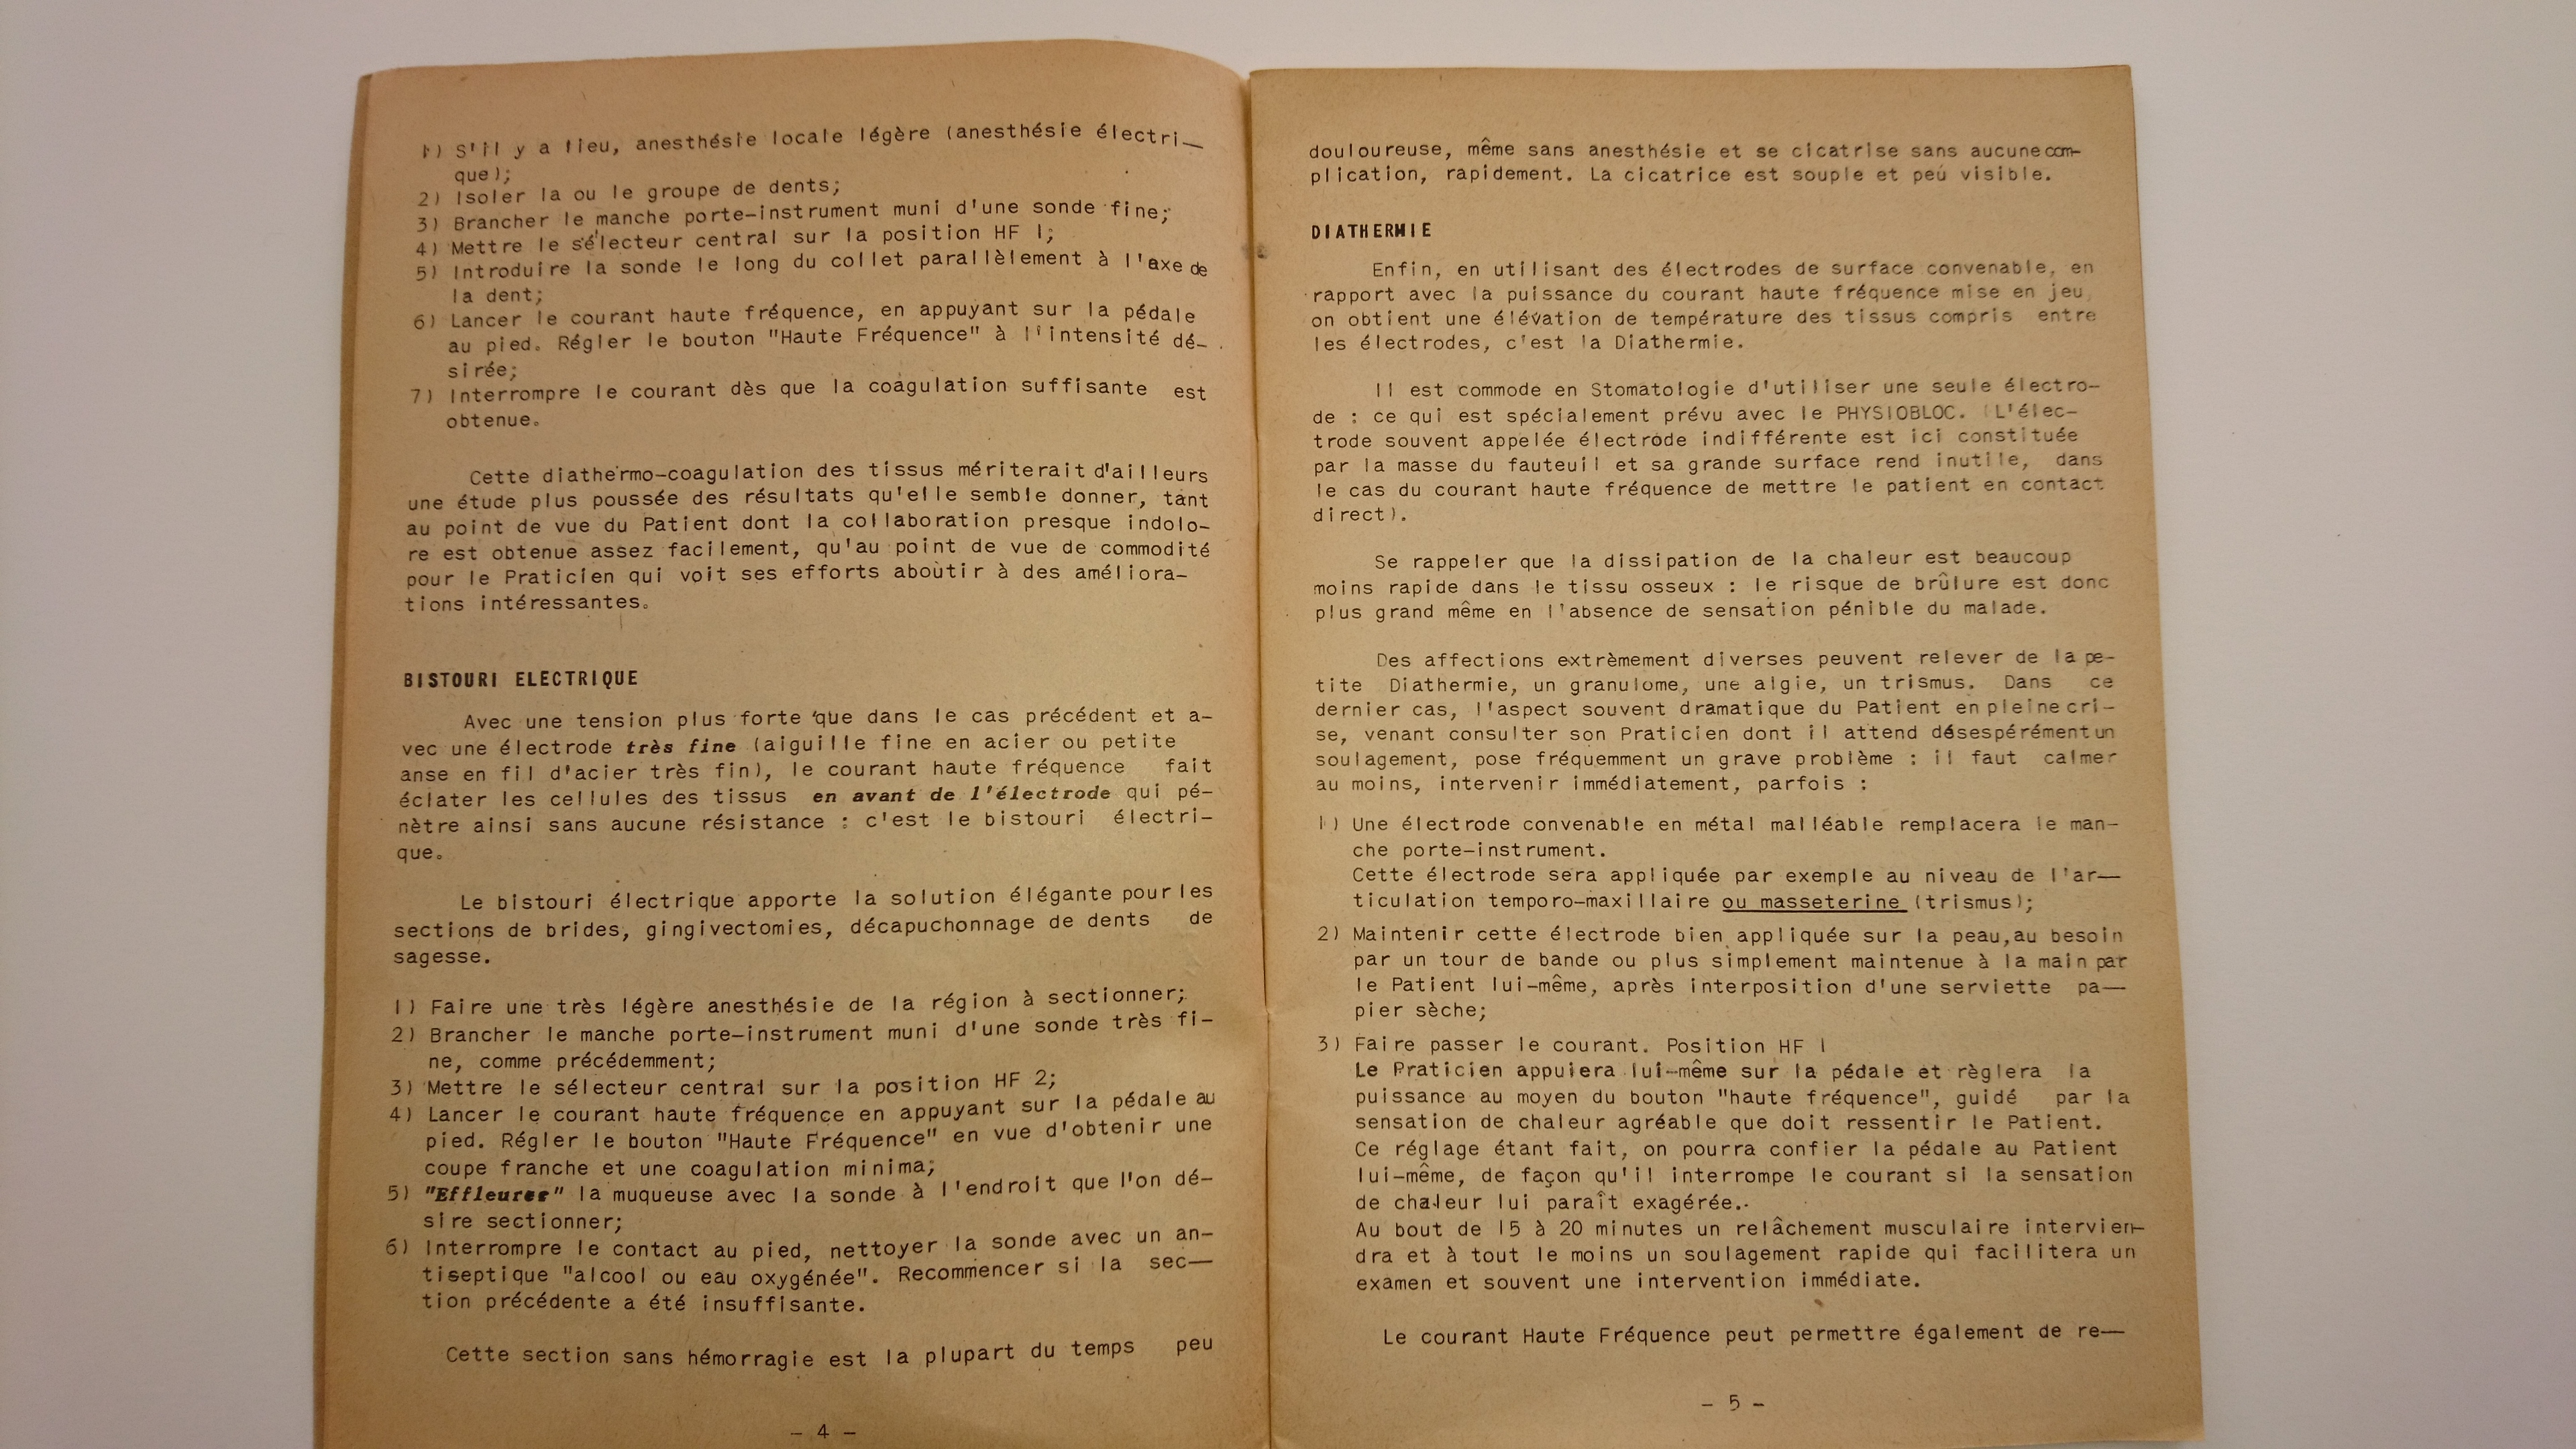 1) S'il y a lieu, anesthésie locale légère (anesthésie électri-
que);
2) Isoler la ou le groupe de dents;
3) Brancher le manche porte-instrument muni d'une sonde fine;
4) Mettre le sélecteur central sur la position HF 1;
5) Introduire la sonde le long du collet parallèlement à l'axe de
la dent;
6) Lancer le courant haute fréquence, en appuyant sur la pédale
au pied. Régler le bouton "Haute Fréquence" à l'intensité dé-
sirée;
7) Interrompre le courant dès que la coagulation suffisante est
obtenue.
Cette diathermo-coagulation des tissus mériterait d'ailleurs
une étude plus poussée des résultats qu'elle semble donner, tant
au point de vue du Patient dont la collaboration presque indolo-
re est obtenue assez facilement, qu'au point de vue de commodité
pour le Praticien qui voit ses efforts aboutir à des améliora-
tions intéressantes.
BISTOURI ELECTRIQUE
Avec une tension plus forte que dans le cas précédent et a-
vec une électrode très fine (aiguille fine en acier ou petite
anse en fil d'acier très fin), le courant haute fréquence fait
éclater les cellules des tissus en avant de l'électrode qui pé-
nètre ainsi sans aucune résistance : c'est le bistouri électri-
que.
Le bistouri électrique apporte la solution élégante pour les
sections de brides, gingivectomies, décapuchonnage de dents de
sagesse.
1) Faire une très légère anesthésie de la région à sectionner;
2) Brancher le manche porte-instrument muni d'une sonde très fi-
ne, comme précédemment;
3) Mettre le sélecteur central sur la position HF 2;
4) Lancer le courant haute fréquence en appuyant sur la pédale au
pied. Régler le bouton "Haute Fréquence" en vue d'obtenir une
coupe franche et une coagulation minima;
5) "Effleurer" la muqueuse avec la sonde à l'endroit que l'on dé-
sire sectionner;
6) Interrompre le contact au pied, nettoyer la sonde avec un an-
tiseptique "alcool ou eau oxygénée". Recommencer si la sec-
tion précédente a été insuffisante.
Cette section sans hémorragie est la plupart du temps peu
- 4 -
douloureuse, même sans anesthésie et se cicatrise sans aucune com-
plication, rapidement. La cicatrice est souple et peu visible.
DIATHERMIE
Enfin, en utilisant des électrodes de surface convenable, en
rapport avec la puissance du courant haute fréquence mise en jeu,
on obtient une élévation de température des tissus compris entre
les électrodes, c'est la Diathermie.
Il est commode en Stomatologie d'utiliser une seule électro-
de : ce qui est spécialement prévu avec le PHYSIOBLOC. (L'élec-
trode souvent appelée électrode indifférente est ici constituée
par la masse du fauteuil et sa grande surface rend inutile, dans
le cas du courant haute fréquence de mettre le patient en contact
direct).
Se rappeler que la dissipation de la chaleur est beaucoup
moins rapide dans le tissu osseux : le risque de brûlure est donc
plus grand même en l'absence de sensation pénible du malade.
Des affections extrèmement diverses peuvent relever de la pe-
tite Diathermie, un granulome, une algie, un trismus. Dans ce
dernier cas, l'aspect souvent dramatique du Patient en pleine cri-
se, venant consulter son Praticien dont il attend désespérément un
soulagement, pose fréquemment un grave problème : il faut calmer
au moins, intervenir immédiatement, parfois :
1) Une électrode convenable en métal malléable remplacera le man-
che porte-instrument.
Cette électrode sera appliquée par exemple au niveau de l'ar-
ticulation temporo-maxillaire ou masseterine (trismus);
2) Maintenir cette électrode bien appliquée sur la peau, au besoin
par un tour de bande ou plus simplement maintenue à la main par
le Patient lui-même, après interposition d'une serviette pa-
pier sèche;
3) Faire passer le courant. Position HF 1
Le Praticien appuiera lui-même sur la pédale et règlera la
puissance au moyen du bouton "haute fréquence", guidé par la
sensation de chaleur agréable que doit ressentir le Patient.
Ce réglage étant fait, on pourra confier la pédale au Patient
lui-même, de façon qu'il interrompe le courant si la sensation
de chaleur lui paraît exagérée.
Au bout de 15 à 20 minutes un relâchement musculaire intervien-
dra et à tout le moins un soulagement rapide qui facilitera un
examen et souvent une intervention immédiate.
Le courant Haute Fréquence peut permettre également de re-
- 5 -